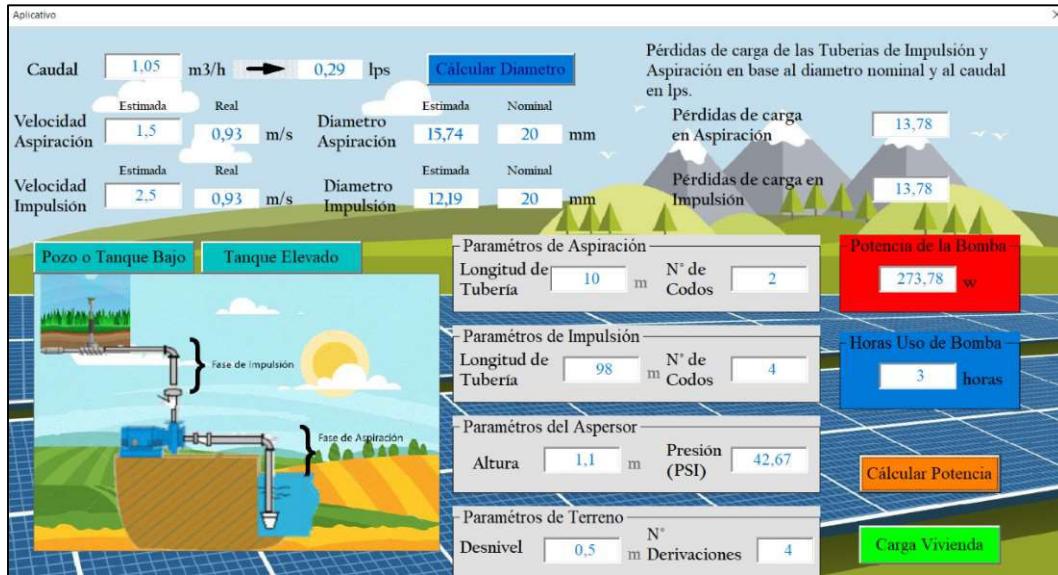 Aplicativo
Caudal 1,05 m3/h 0,29 lps Cálcular Diametro
Pérdidas de carga de las Tuberias de Impulsión y
Aspiración en base al diametro nominal y al caudal
en lps.
Estimada Real Estimada Nominal
Velocidad Aspiración 1,5 0,93 m/s Diametro Aspiración 15,74 20 mm
Pérdidas de carga en Aspiración 13,78
Estimada Real Estimada Nominal
Velocidad Impulsión 2,5 0,93 m/s Diametro Impulsión 12,19 20 mm
Pérdidas de carga en Impulsión 13,78
Pozo o Tanque Bajo Tanque Elevado
Fase de Impulsión
Fase de Aspiración
Paramétros de Aspiración
Longitud de Tubería 10 m N° de Codos 2
Paramétros de Impulsión
Longitud de Tubería 98 m N° de Codos 4
Paramétros del Aspersor
Altura 1,1 m Presión (PSI) 42,67
Paramétros de Terreno
Desnivel 0,5 m N° Derivaciones 4
Potencia de la Bomba
273,78 w
Horas Uso de Bomba
3 horas
Cálcular Potencia
Carga Vivienda